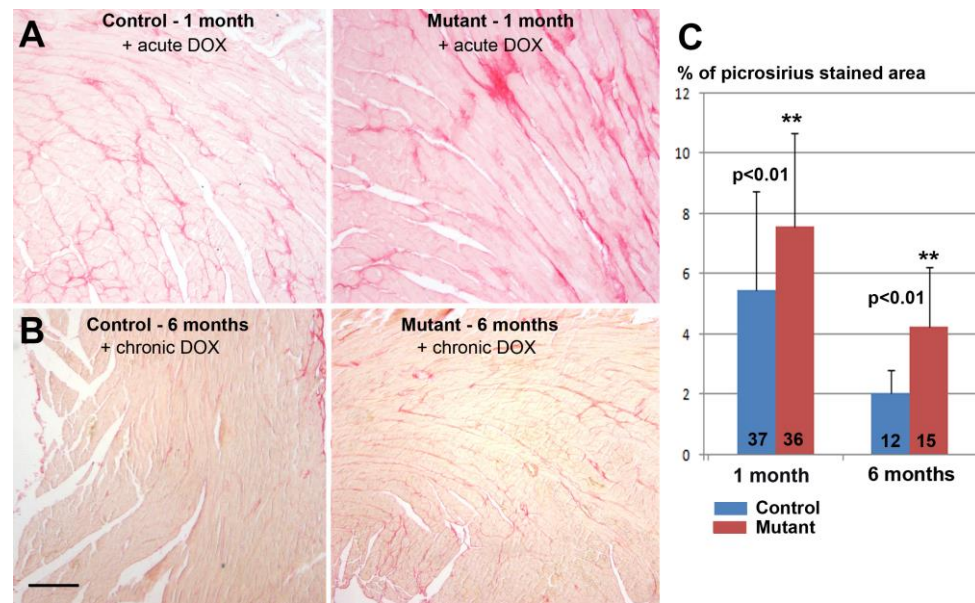 A
Control - 1 month
+ acute DOX
Mutant - 1 month
+ acute DOX
B
Control - 6 months
+ chronic DOX
Mutant - 6 months
+ chronic DOX
C
% of picrosirius stained area
12
10
8
6
4
2
0
p<0.01
**
p<0.01
**
37
36
12
15
1 month
6 months
Control
Mutant